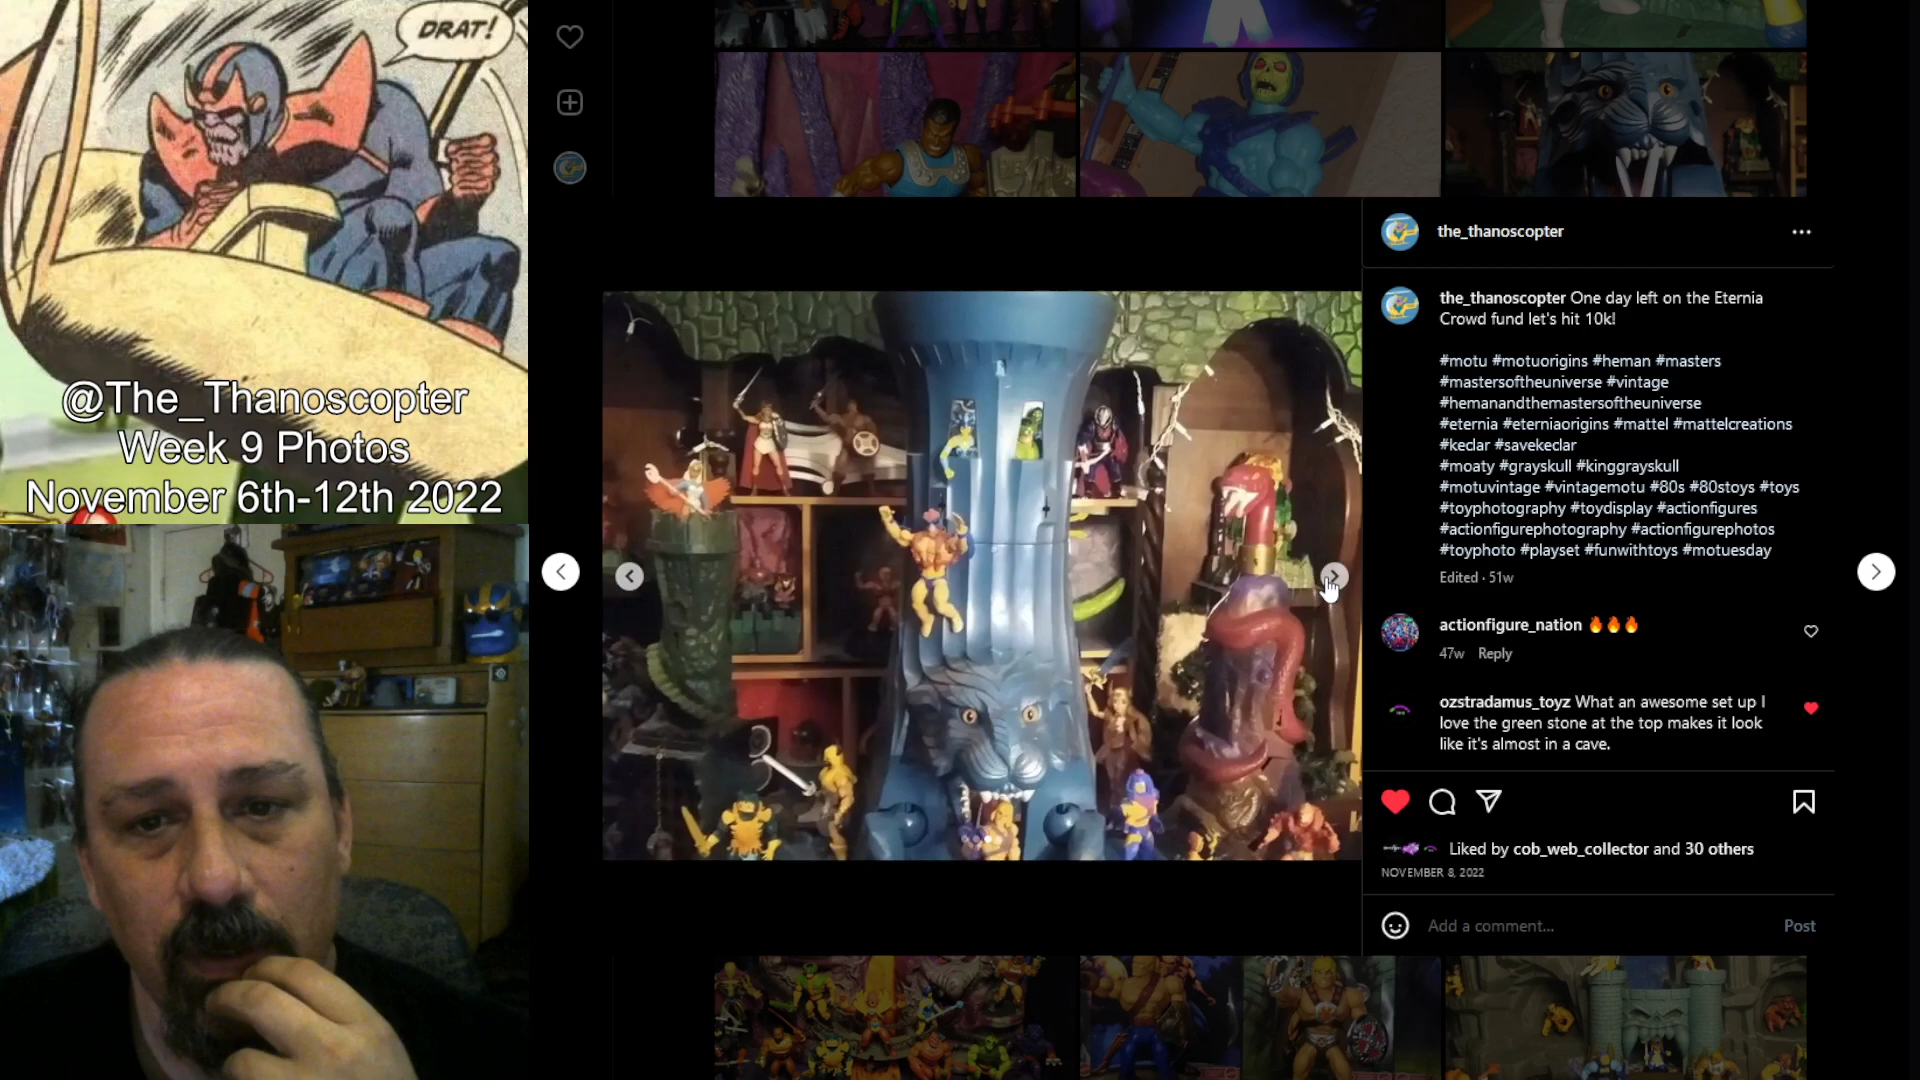 DRAT!
@The_Thanoscopter
Week 9 Photos
November 6th-12th 2022
the_thanoscopter
the_thanoscopter One day left on the Eternia
Crowd fund let's hit 10k!
#motu #motuorigins #heman #masters
#mastersoftheuniverse #vintage
#hemanandthemastersoftheuniverse
#eternia #eterniaorigins #mattel #mattelcreations
#keclar #savekeclar
#moaty #grayskull #kinggrayskull
#motuvintage #vintagemotu #80s #80stoys #toys
#toyphotography #toydisplay #actionfigures
#actionfigurephotography #actionfigurephotos
#toyphoto #playset #funwithtoys #motuesday
Edited · 51w
actionfigure_nation 🔥🔥🔥
47w Reply
ozstradamus_toyz What an awesome set up I
love the green stone at the top makes it look
like it's almost in a cave.
Liked by cob_web_collector and 30 others
NOVEMBER 8, 2022
Add a comment... Post